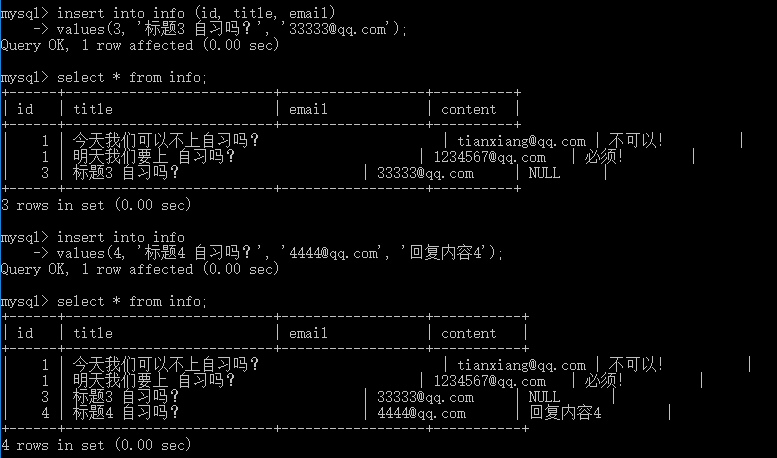 mysql> insert into info (id, title, email)
    -> values(3, '标题3 自习吗？', '33333@qq.com');
Query OK, 1 row affected (0.00 sec)
mysql> select * from info;
+------+--------------------------+------------------+----------+
| id   | title                    | email            | content  |
+------+--------------------------+------------------+----------+
|    1 | 今天我们可以不上自习吗？                       | tianxiang@qq.com | 不可以！         |
|    1 | 明天我们要上 自习吗？                        | 1234567@qq.com   | 必须！        |
|    3 | 标题3 自习吗？                       | 33333@qq.com     | NULL     |
+------+--------------------------+------------------+----------+
3 rows in set (0.00 sec)
mysql> insert into info
    -> values(4, '标题4 自习吗？', '4444@qq.com', '回复内容4');
Query OK, 1 row affected (0.00 sec)
mysql> select * from info;
+------+--------------------------+------------------+-----------+
| id   | title                    | email            | content   |
+------+--------------------------+------------------+-----------+
|    1 | 今天我们可以不上自习吗？                       | tianxiang@qq.com | 不可以！          |
|    1 | 明天我们要上 自习吗？                        | 1234567@qq.com   | 必须！         |
|    3 | 标题3 自习吗？                       | 33333@qq.com     | NULL      |
|    4 | 标题4 自习吗？                       | 4444@qq.com      | 回复内容4        |
+------+--------------------------+------------------+-----------+
4 rows in set (0.00 sec)